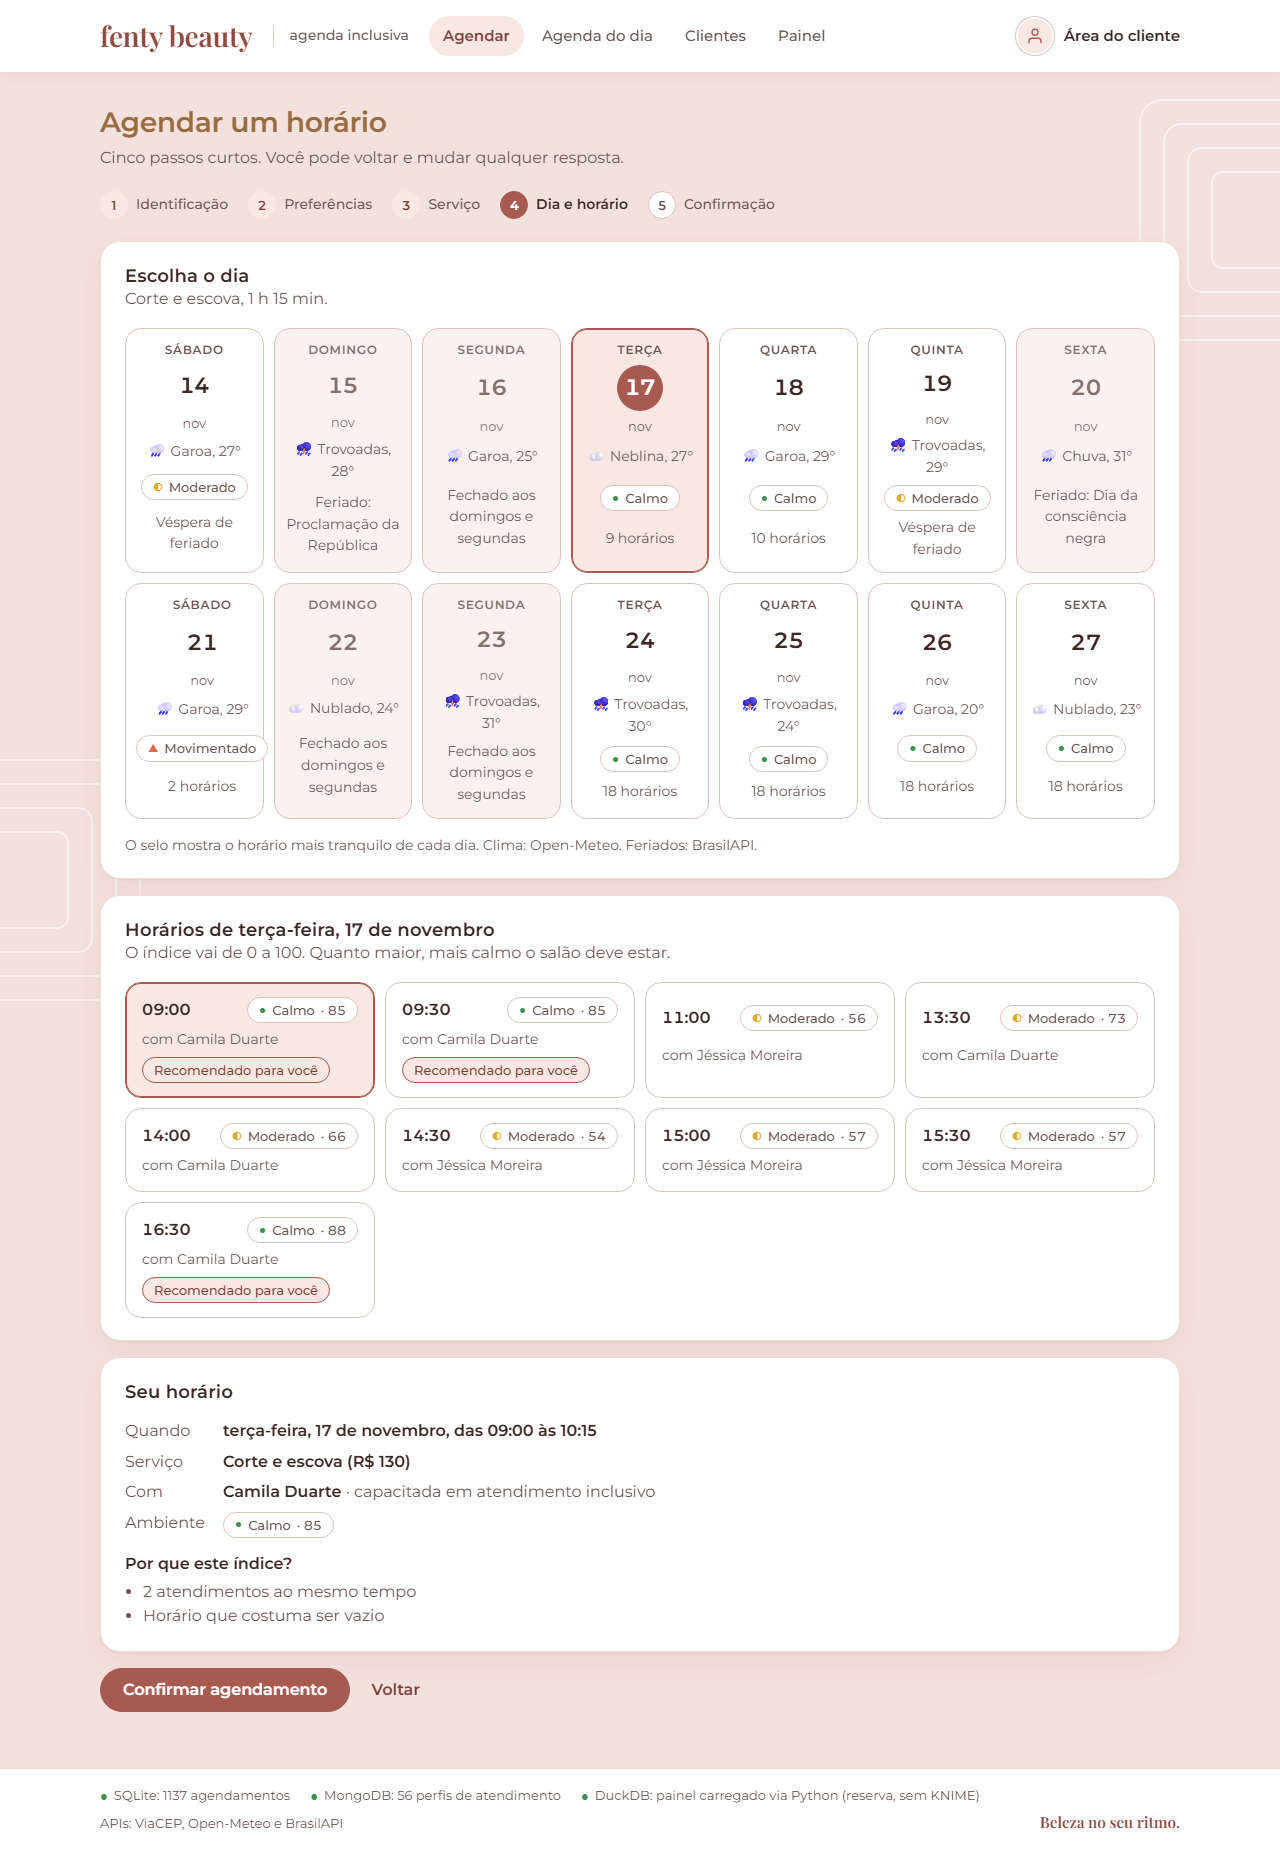 fenty beauty
agenda inclusiva
Agendar
Agenda do dia
Clientes
Painel
Área do cliente
Agendar um horário
Cinco passos curtos. Você pode voltar e mudar qualquer resposta.
1 Identificação
2 Preferências
3 Serviço
4 Dia e horário
5 Confirmação
Escolha o dia
Corte e escova, 1 h 15 min.
SÁBADO
14
nov
Garoa, 27°
Moderado
Véspera de
feriado
DOMINGO
15
nov
Trovoadas,
28°
Feriado:
Proclamação da
República
SEGUNDA
16
nov
Garoa, 25°
Fechado aos
domingos e
segundas
TERÇA
17
nov
Neblina, 27°
Calmo
9 horários
QUARTA
18
nov
Garoa, 29°
Calmo
10 horários
QUINTA
19
nov
Trovoadas,
29°
Moderado
Véspera de
feriado
SEXTA
20
nov
Chuva, 31°
Feriado: Dia da
consciência
negra
SÁBADO
21
nov
Garoa, 29°
Movimentado
2 horários
DOMINGO
22
nov
Nublado, 24°
Fechado aos
domingos e
segundas
SEGUNDA
23
nov
Trovoadas,
31°
Fechado aos
domingos e
segundas
TERÇA
24
nov
Trovoadas,
30°
Calmo
18 horários
QUARTA
25
nov
Trovoadas,
24°
Calmo
18 horários
QUINTA
26
nov
Garoa, 20°
Calmo
18 horários
SEXTA
27
nov
Nublado, 23°
Calmo
18 horários
O selo mostra o horário mais tranquilo de cada dia. Clima: Open-Meteo. Feriados: BrasilAPI.
Horários de terça-feira, 17 de novembro
O índice vai de 0 a 100. Quanto maior, mais calmo o salão deve estar.
09:00 Calmo · 85
com Camila Duarte
Recomendado para você
09:30 Calmo · 85
com Camila Duarte
Recomendado para você
11:00 Moderado · 56
com Jéssica Moreira
13:30 Moderado · 73
com Camila Duarte
14:00 Moderado · 66
com Camila Duarte
14:30 Moderado · 54
com Jéssica Moreira
15:00 Moderado · 57
com Jéssica Moreira
15:30 Moderado · 57
com Jéssica Moreira
16:30 Calmo · 88
com Camila Duarte
Recomendado para você
Seu horário
Quando terça-feira, 17 de novembro, das 09:00 às 10:15
Serviço Corte e escova (R$ 130)
Com Camila Duarte · capacitada em atendimento inclusivo
Ambiente Calmo · 85
Por que este índice?
• 2 atendimentos ao mesmo tempo
• Horário que costuma ser vazio
Confirmar agendamento
Voltar
SQLite: 1137 agendamentos
MongoDB: 56 perfis de atendimento
DuckDB: painel carregado via Python (reserva, sem KNIME)
APIs: ViaCEP, Open-Meteo e BrasilAPI
Beleza no seu ritmo.